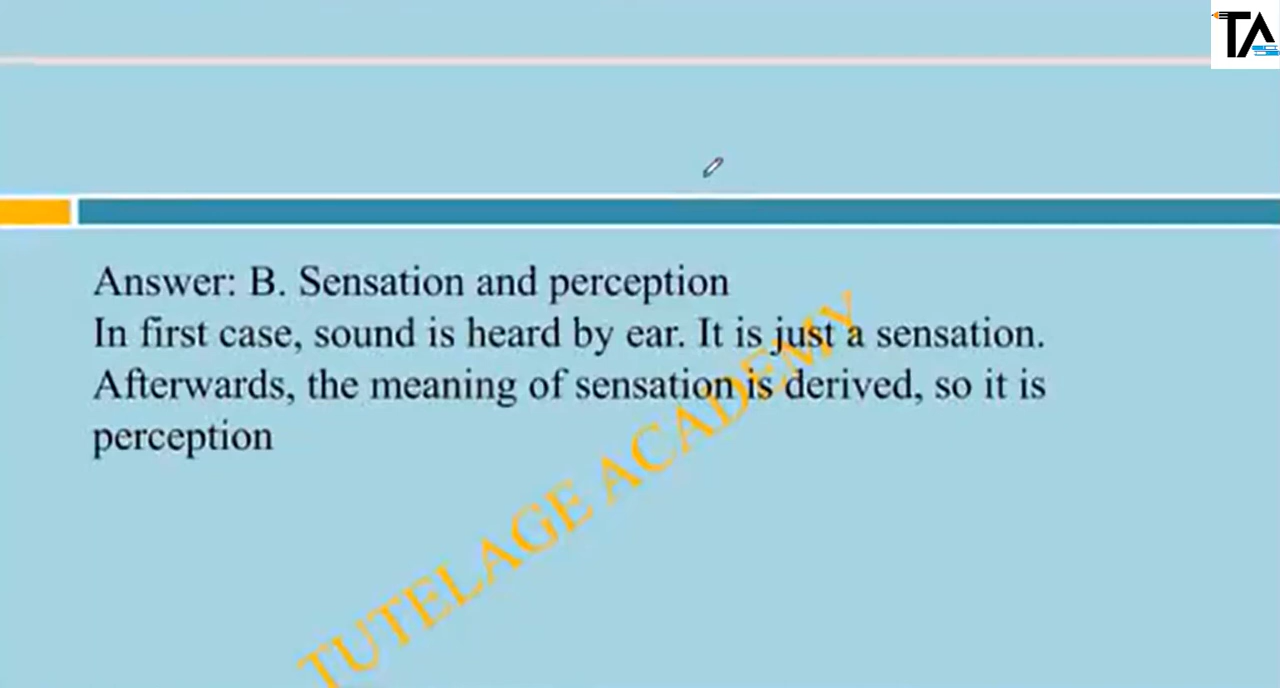 TA
Answer: B. Sensation and perception
In first case, sound is heard by ear. It is just a sensation.
Afterwards, the meaning of sensation is derived, so it is
perception
TUTELAGE ACADEMY